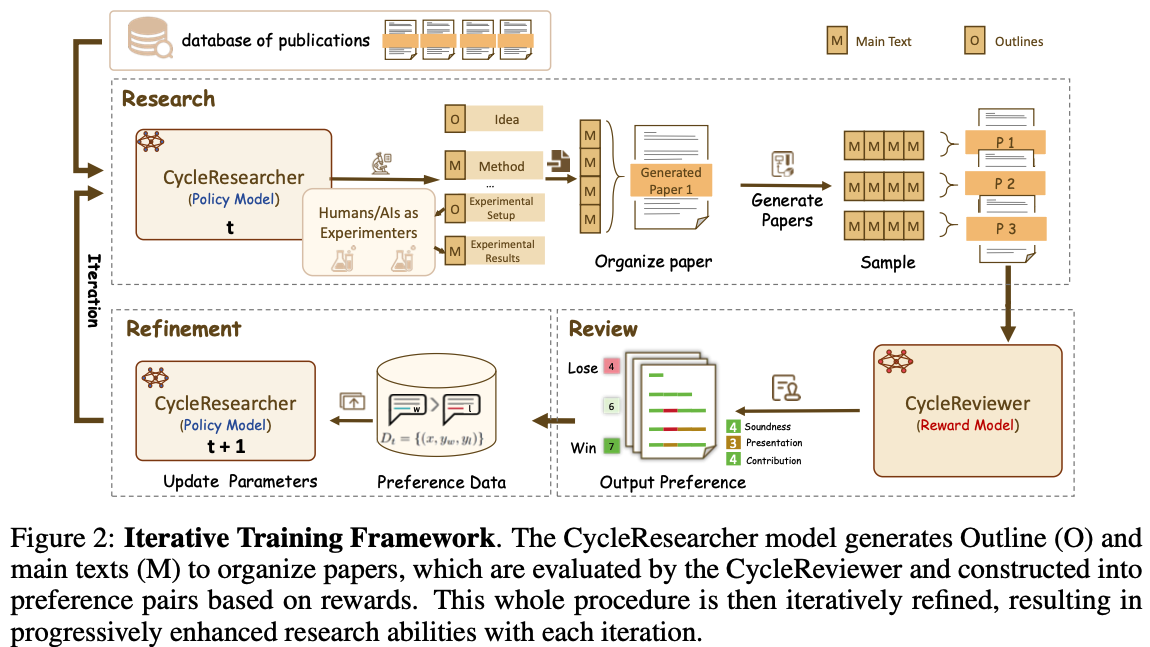 database of publications
M Main Text
O Outlines
Research
CycleResearcher
(Policy Model)
t
Humans/AIs as
Experimenters
O Idea
M Method
...
O Experimental
Setup
M Experimental
Results
M
M
M
M
Generated
Paper 1
Organize paper
Generate
Papers
M M M M
M M M M
M M M M
Sample
P 1
P 2
P 3
Iteration
Refinement
CycleResearcher
(Policy Model)
t + 1
Update Parameters
w > l
D_t = {(x, y_w, y_l)}
Preference Data
Review
Lose 4
6
Win 7
4 Soundness
3 Presentation
4 Contribution
Output Preference
CycleReviewer
(Reward Model)
Figure 2: Iterative Training Framework. The CycleResearcher model generates Outline (O) and
main texts (M) to organize papers, which are evaluated by the CycleReviewer and constructed into
preference pairs based on rewards. This whole procedure is then iteratively refined, resulting in
progressively enhanced research abilities with each iteration.